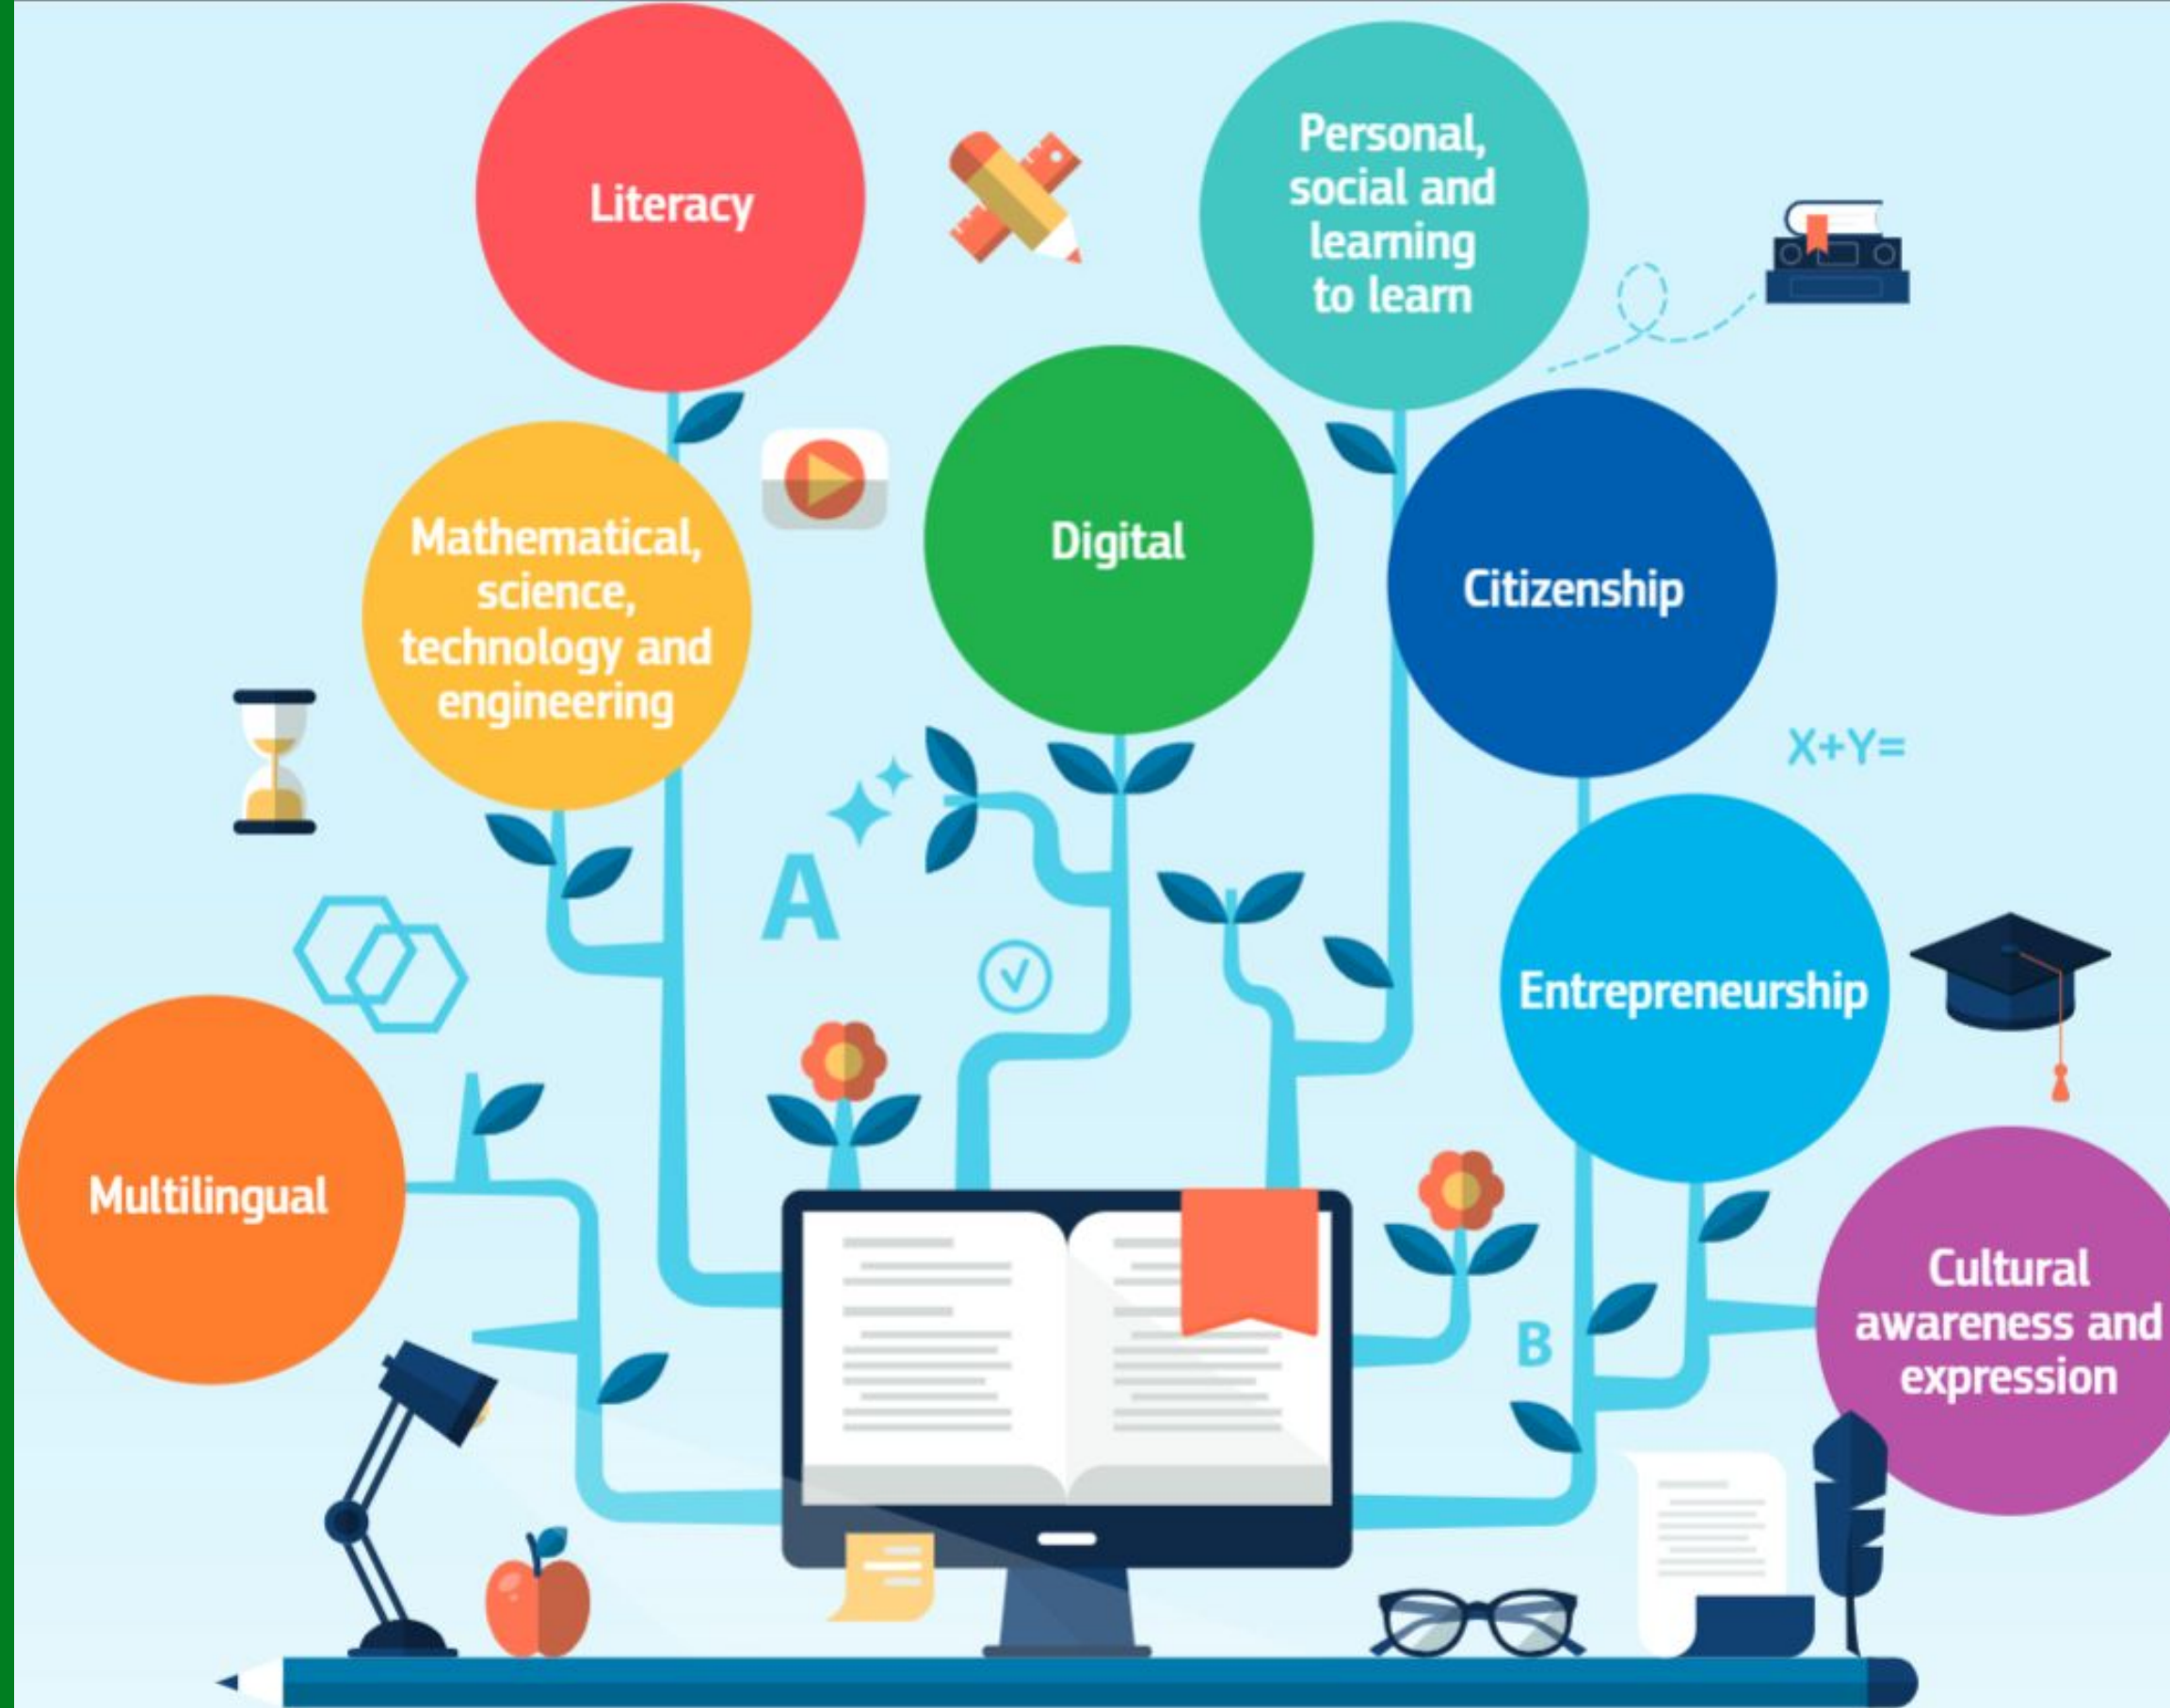 Literacy
Personal,
social and
learning
to learn
Mathematical,
science,
technology and
engineering
Digital
Citizenship
X+Y=
A
Entrepreneurship
Multilingual
B
Cultural
awareness and
expression